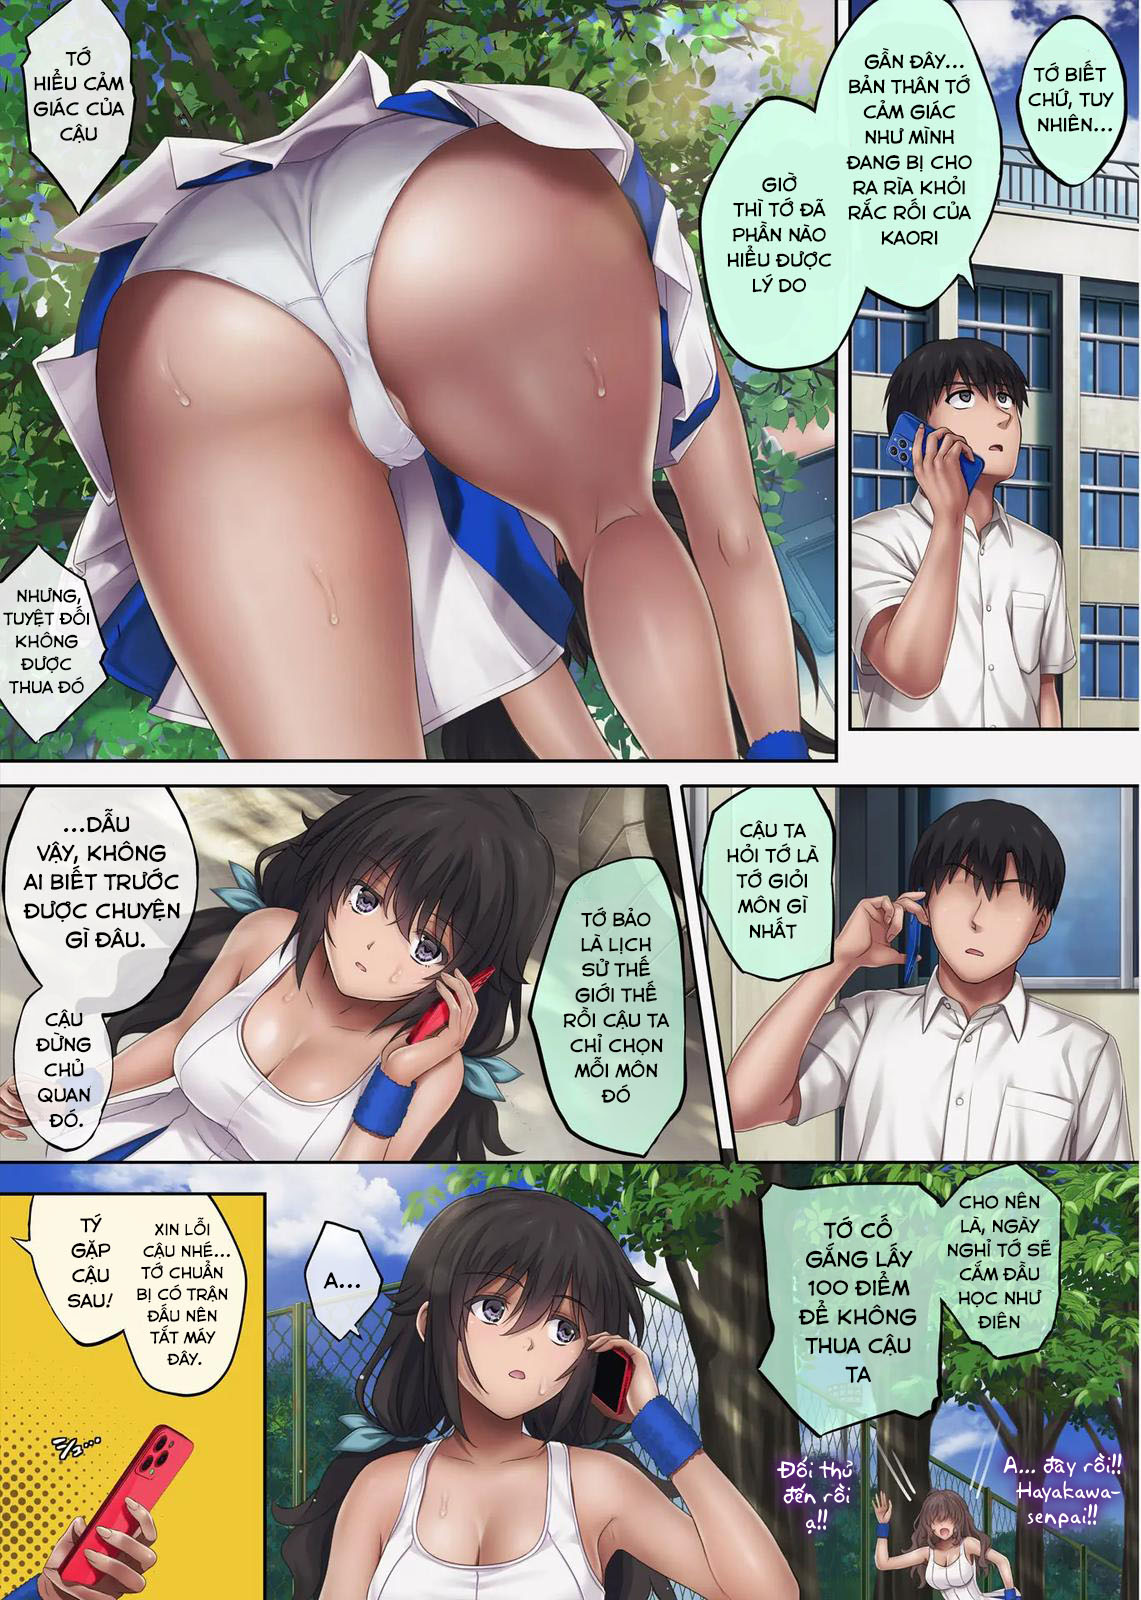 TỚ BIẾT
CHỨ, TUY
NHIÊN...
GẦN ĐÂY...
BẢN THÂN TỚ
CẢM GIÁC
NHƯ MÌNH
ĐANG BỊ CHO
RA RÌA KHỎI
RẮC RỐI CỦA
KAORI
GIỜ
THÌ TỚ ĐÃ
PHẦN NÀO
HIỂU ĐƯỢC
LÝ DO
TỚ
HIỂU CẢM
GIÁC CỦA
CẬU
NHƯNG,
TUYỆT ĐỐI
KHÔNG
ĐƯỢC
THUA ĐÓ
CẬU TA
HỎI TỚ LÀ
TỚ GIỎI
MÔN GÌ
NHẤT
TỚ BẢO
LÀ LỊCH
SỬ THẾ
GIỚI THẾ
RỒI CẬU TA
CHỈ CHỌN
MỖI MÔN
ĐÓ
...DẪU
VẬY, KHÔNG
AI BIẾT TRƯỚC
ĐƯỢC CHUYỆN
GÌ ĐÂU.
CẬU
ĐỪNG
CHỦ
QUAN
ĐÓ.
CHO NÊN
LÀ, NGÀY
NGHỈ TỚ SẼ
CẮM ĐẦU
HỌC NHƯ
ĐIÊN
TỚ CỐ
GẮNG LẤY
100 ĐIỂM
ĐỂ KHÔNG
THUA CẬU
TA
A... đây rồi!!
Hayakawa-
senpai!!
Đối thủ
đến rồi
ạ!!
A...
XIN LỖI
CẬU NHÉ...
TỚ CHUẨN
BỊ CÓ TRẬN
ĐẤU NÊN
TẮT MÁY
ĐÂY.
TÝ
GẶP
CẬU
SAU!